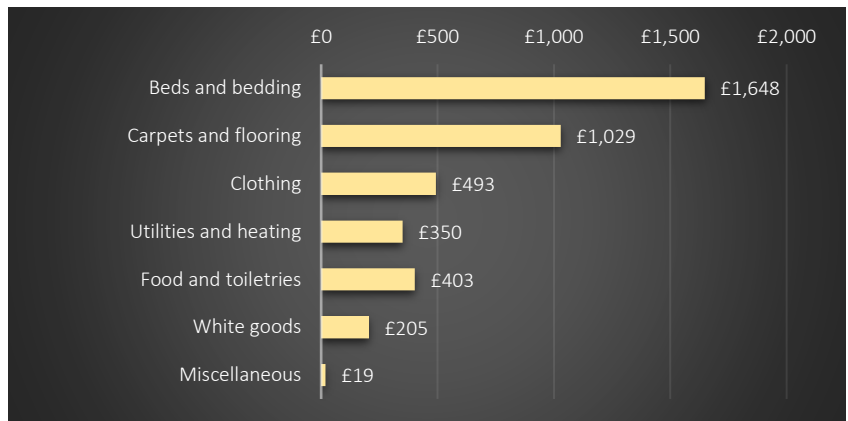 £0 £500 £1,000 £1,500 £2,000
Beds and bedding £1,648
Carpets and flooring £1,029
Clothing £493
Utilities and heating £350
Food and toiletries £403
White goods £205
Miscellaneous £19